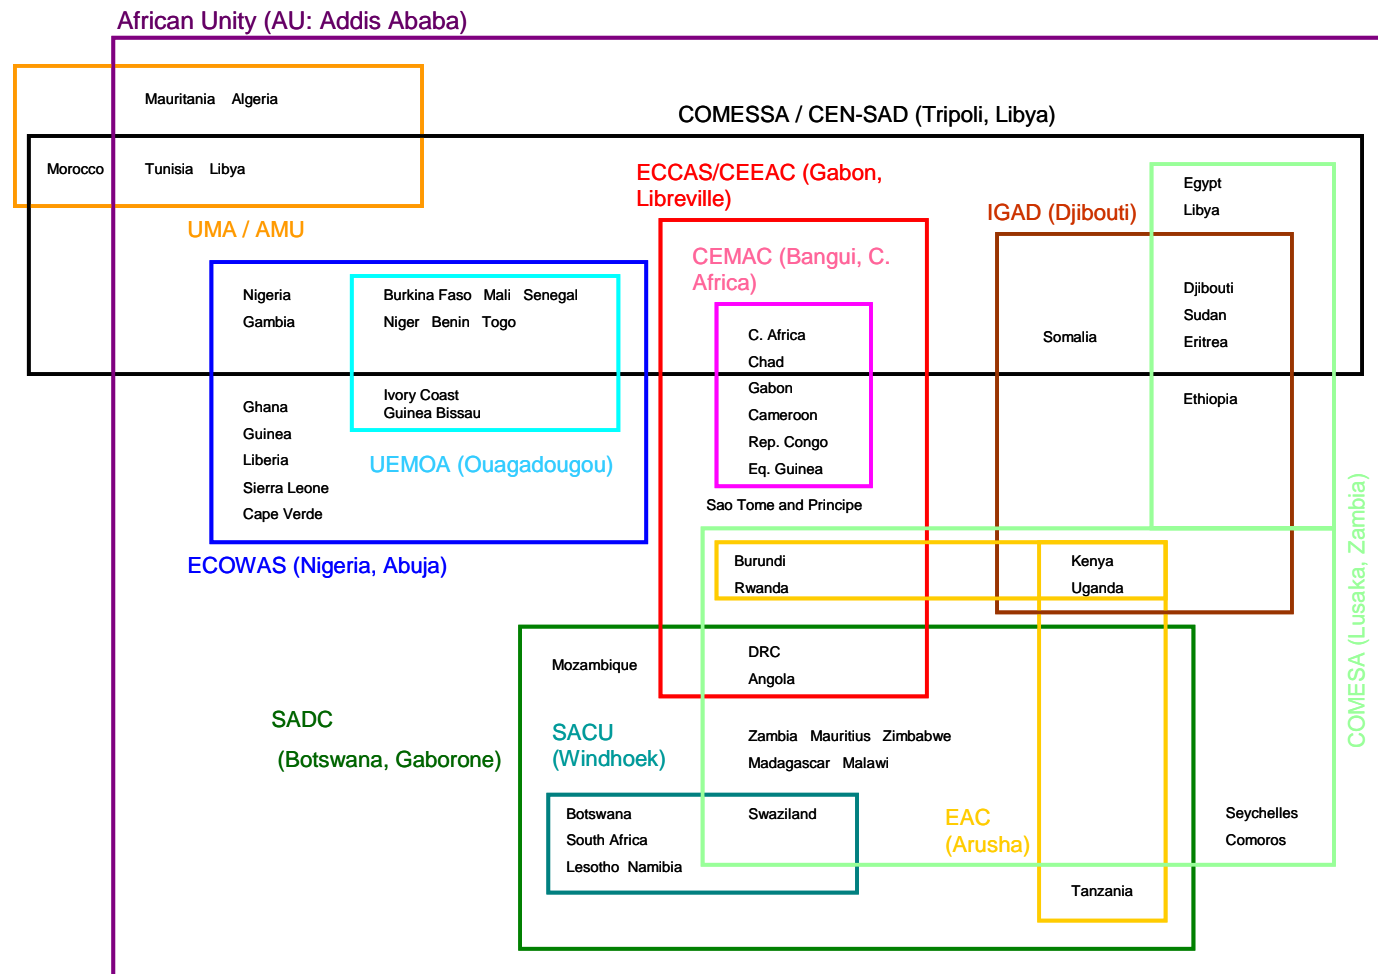 African Unity (AU: Addis Ababa)
Mauritania Algeria
COMESSA / CEN-SAD (Tripoli, Libya)
Morocco Tunisia Libya
ECCAS/CEEAC (Gabon,
Libreville)
Egypt
Libya
IGAD (Djibouti)
UMA / AMU
CEMAC (Bangui, C.
Africa)
Nigeria
Gambia
Burkina Faso Mali Senegal
Niger Benin Togo
Djibouti
Sudan
Eritrea
Somalia
C. Africa
Chad
Gabon
Cameroon
Rep. Congo
Eq. Guinea
Ivory Coast
Guinea Bissau
Ethiopia
Ghana
Guinea
Liberia
Sierra Leone
Cape Verde
UEMOA (Ouagadougou)
Sao Tome and Principe
ECOWAS (Nigeria, Abuja)
Burundi
Rwanda
Kenya
Uganda
COMESA (Lusaka, Zambia)
Mozambique
DRC
Angola
SADC
(Botswana, Gaborone)
SACU
(Windhoek)
Zambia Mauritius Zimbabwe
Madagascar Malawi
Botswana
South Africa
Lesotho Namibia
Swaziland
EAC
(Arusha)
Seychelles
Comoros
Tanzania